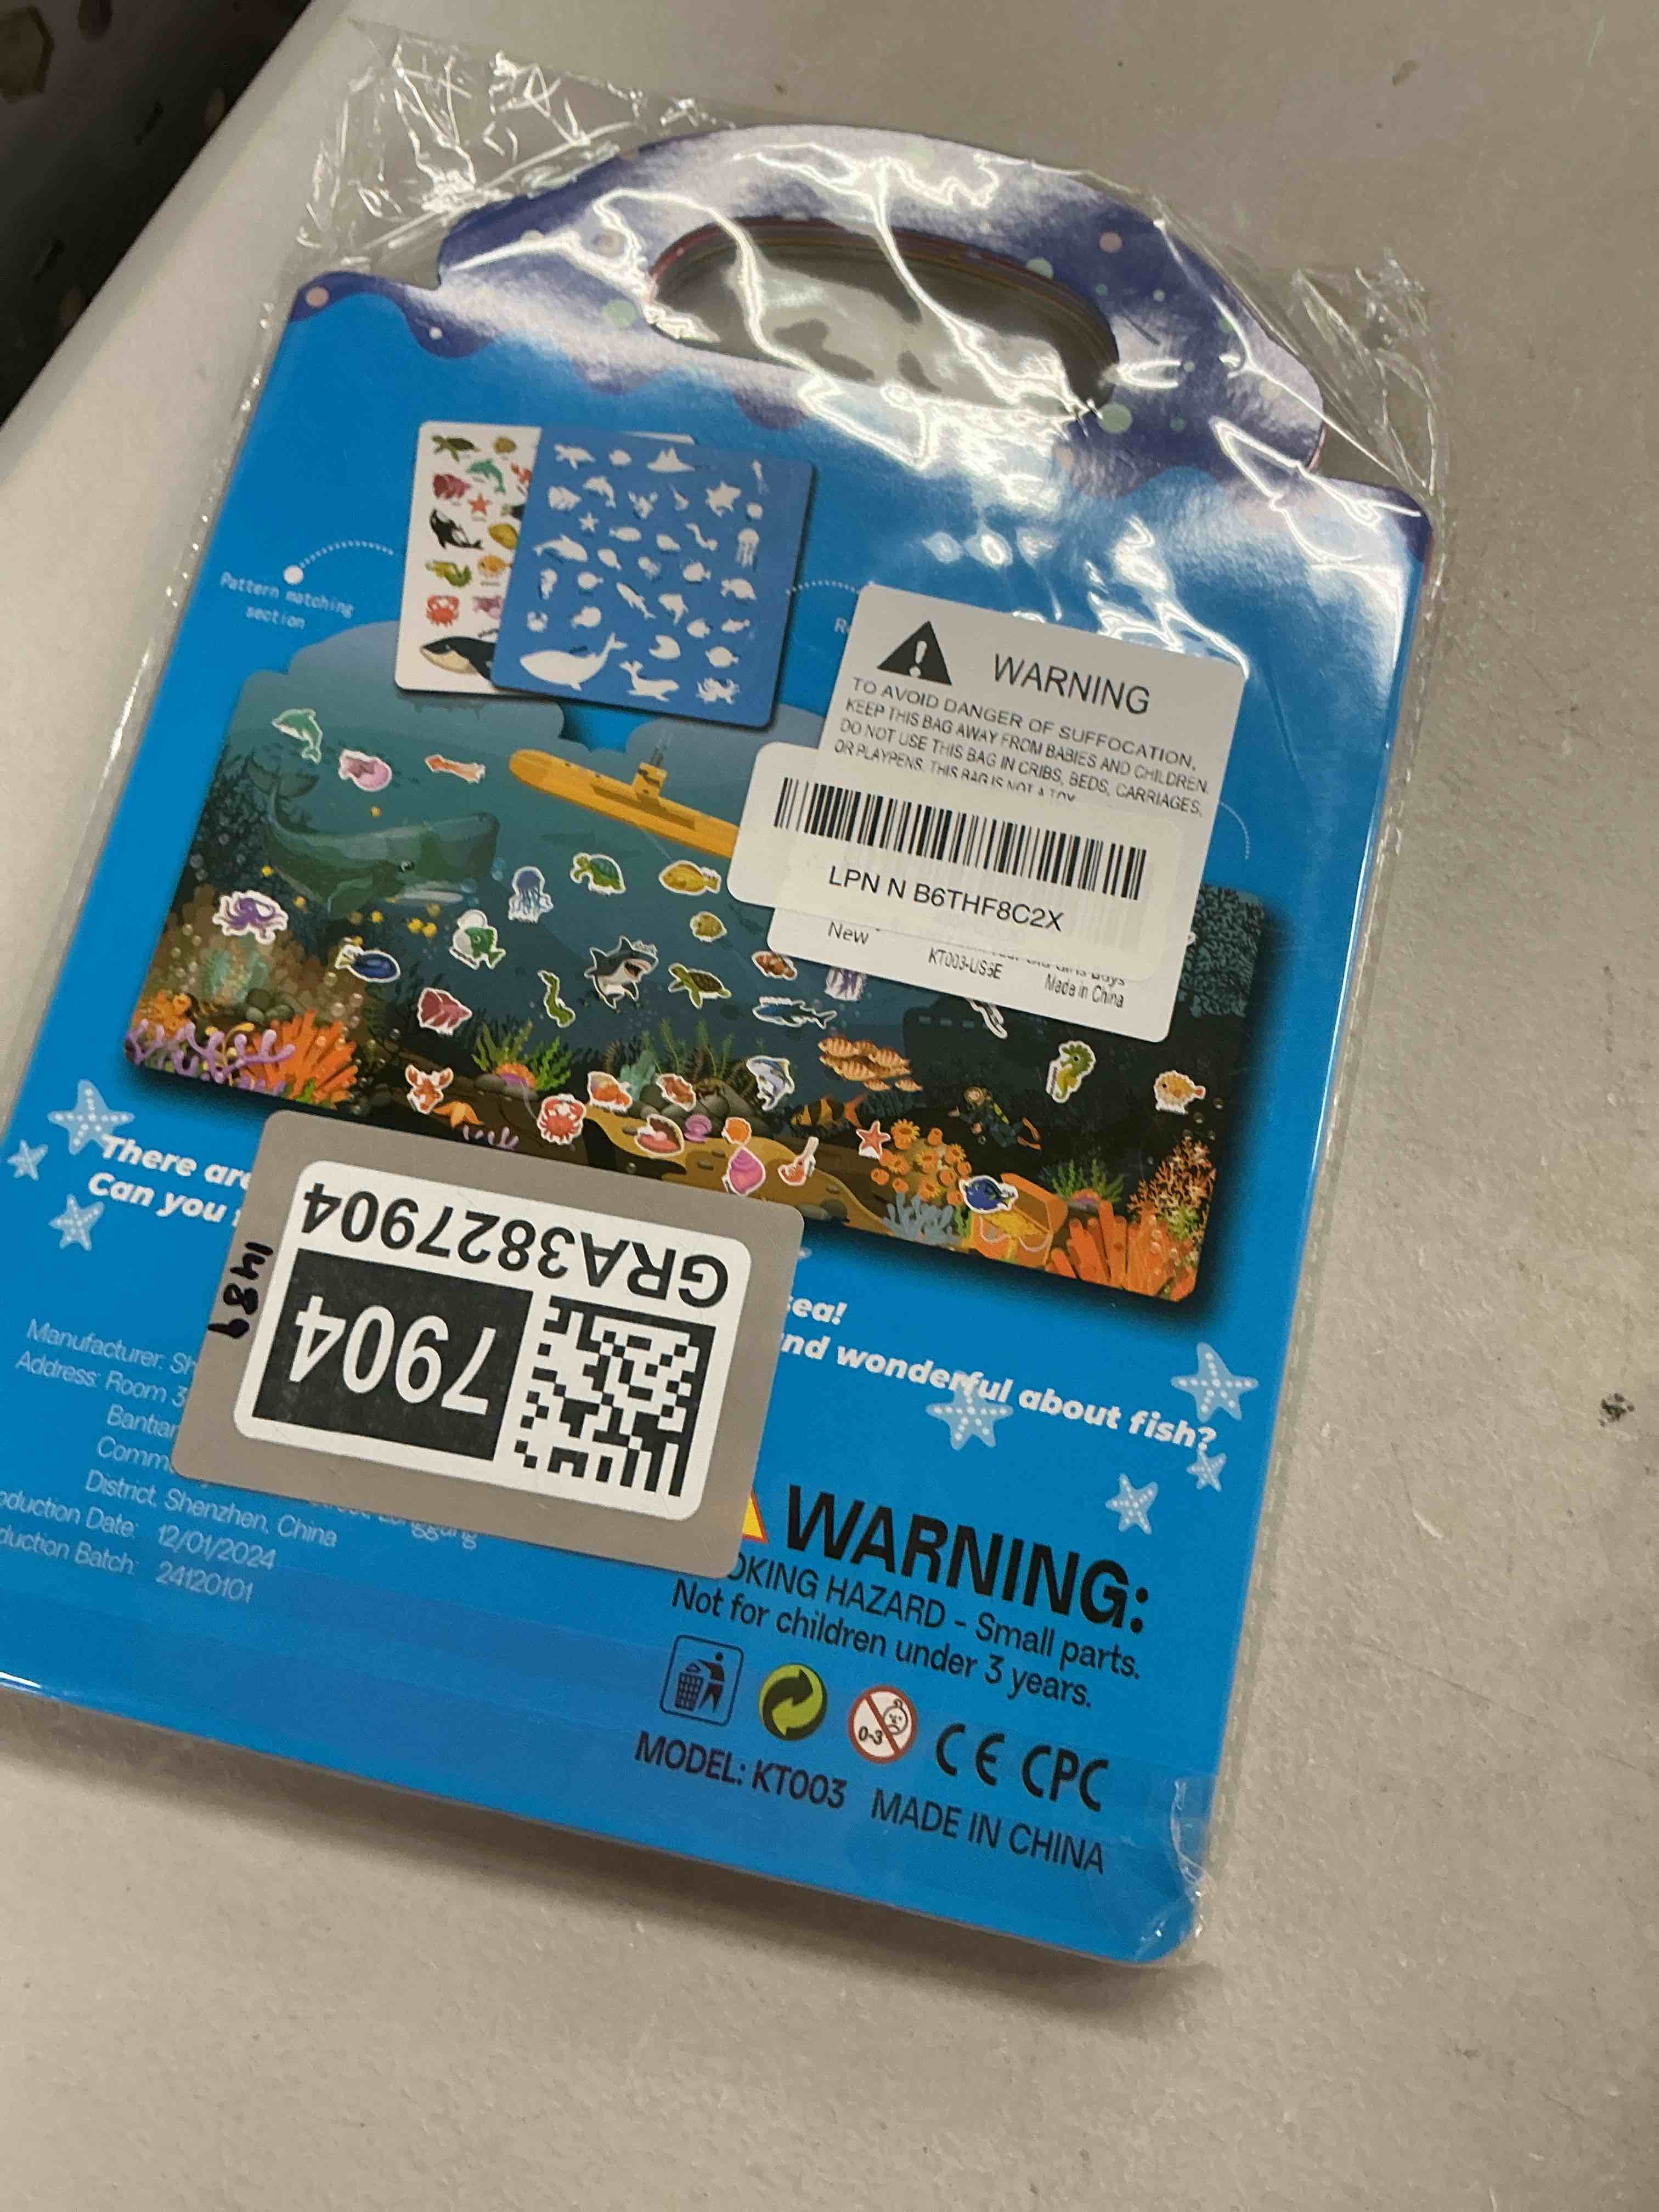 Pattern matching
section
WARNING
TO AVOID DANGER OF SUFFOCATION,
KEEP THIS BAG AWAY FROM BABIES AND CHILDREN.
DO NOT USE THIS BAG IN CRIBS, BEDS, CARRIAGES,
OR PLAYPENS. THIS BAG IS NOT A TOY
LPN N B6THF8C2X
New
Made in China
There are
Can you
sea!
and wonderful about fish?
GRA3827904
7904
1489
Manufacturer: Sh
Address: Room 3
Bantian
Comm
District, Shenzhen, China
oduction Date: 12/01/2024
duction Batch: 24120101
WARNING:
OKING HAZARD - Small parts.
Not for children under 3 years.
0-3
CE CPC
MODEL: KT003 MADE IN CHINA